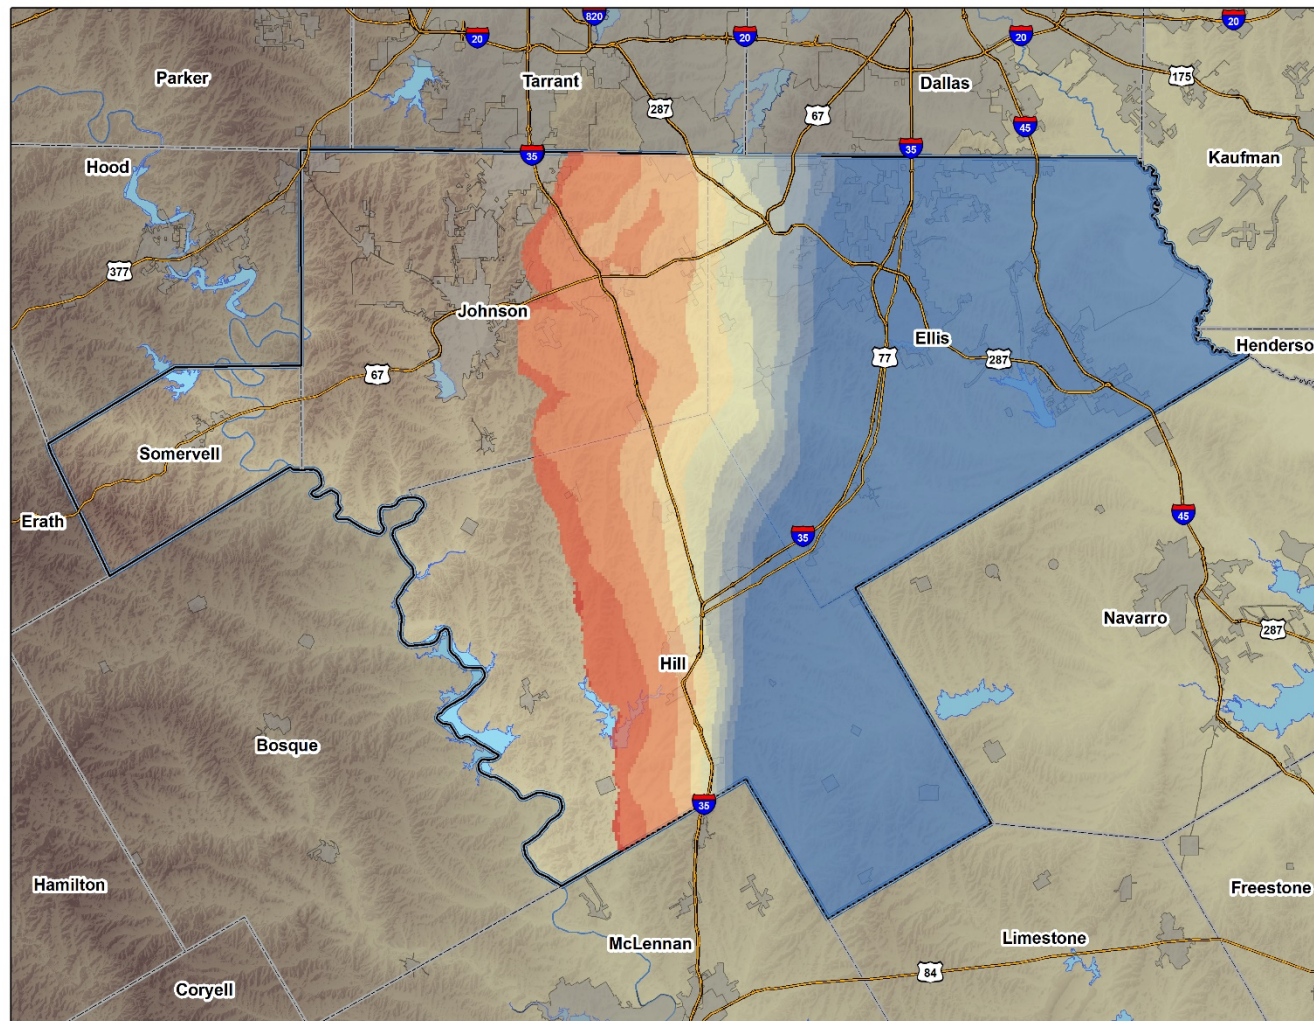 820
20
20
20
20
Parker
Tarrant
Dallas
175
287
67
45
35
35
Hood
Kaufman
377
Johnson
Ellis
Henderso
77
287
67
Somervell
Erath
45
35
Navarro
287
Hill
Bosque
35
Hamilton
Freestone
McLennan
Limestone
84
Coryell